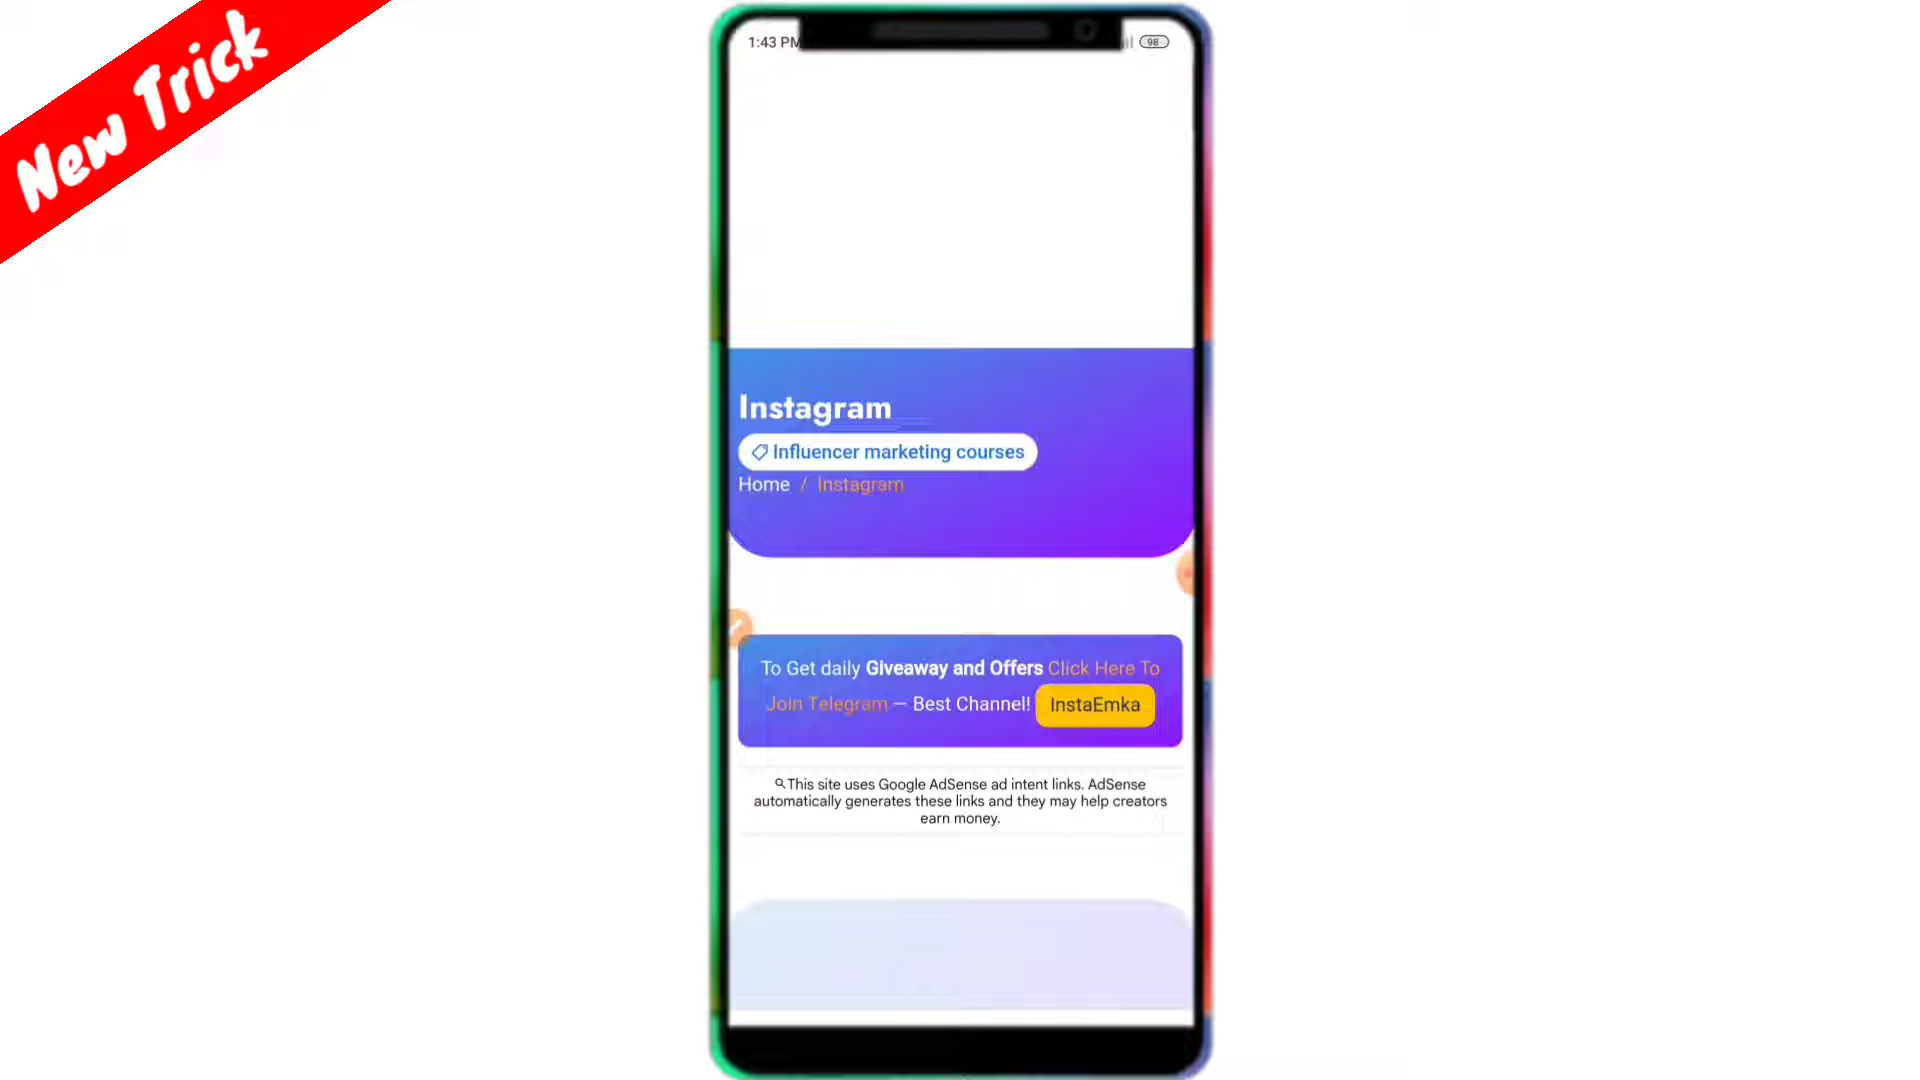 New Trick
1:43 PM
98
Instagram
Influencer marketing courses
Home / Instagram
To Get daily Giveaway and Offers Click Here To
Join Telegram — Best Channel! InstaEmka
This site uses Google AdSense ad intent links. AdSense
automatically generates these links and they may help creators
earn money.